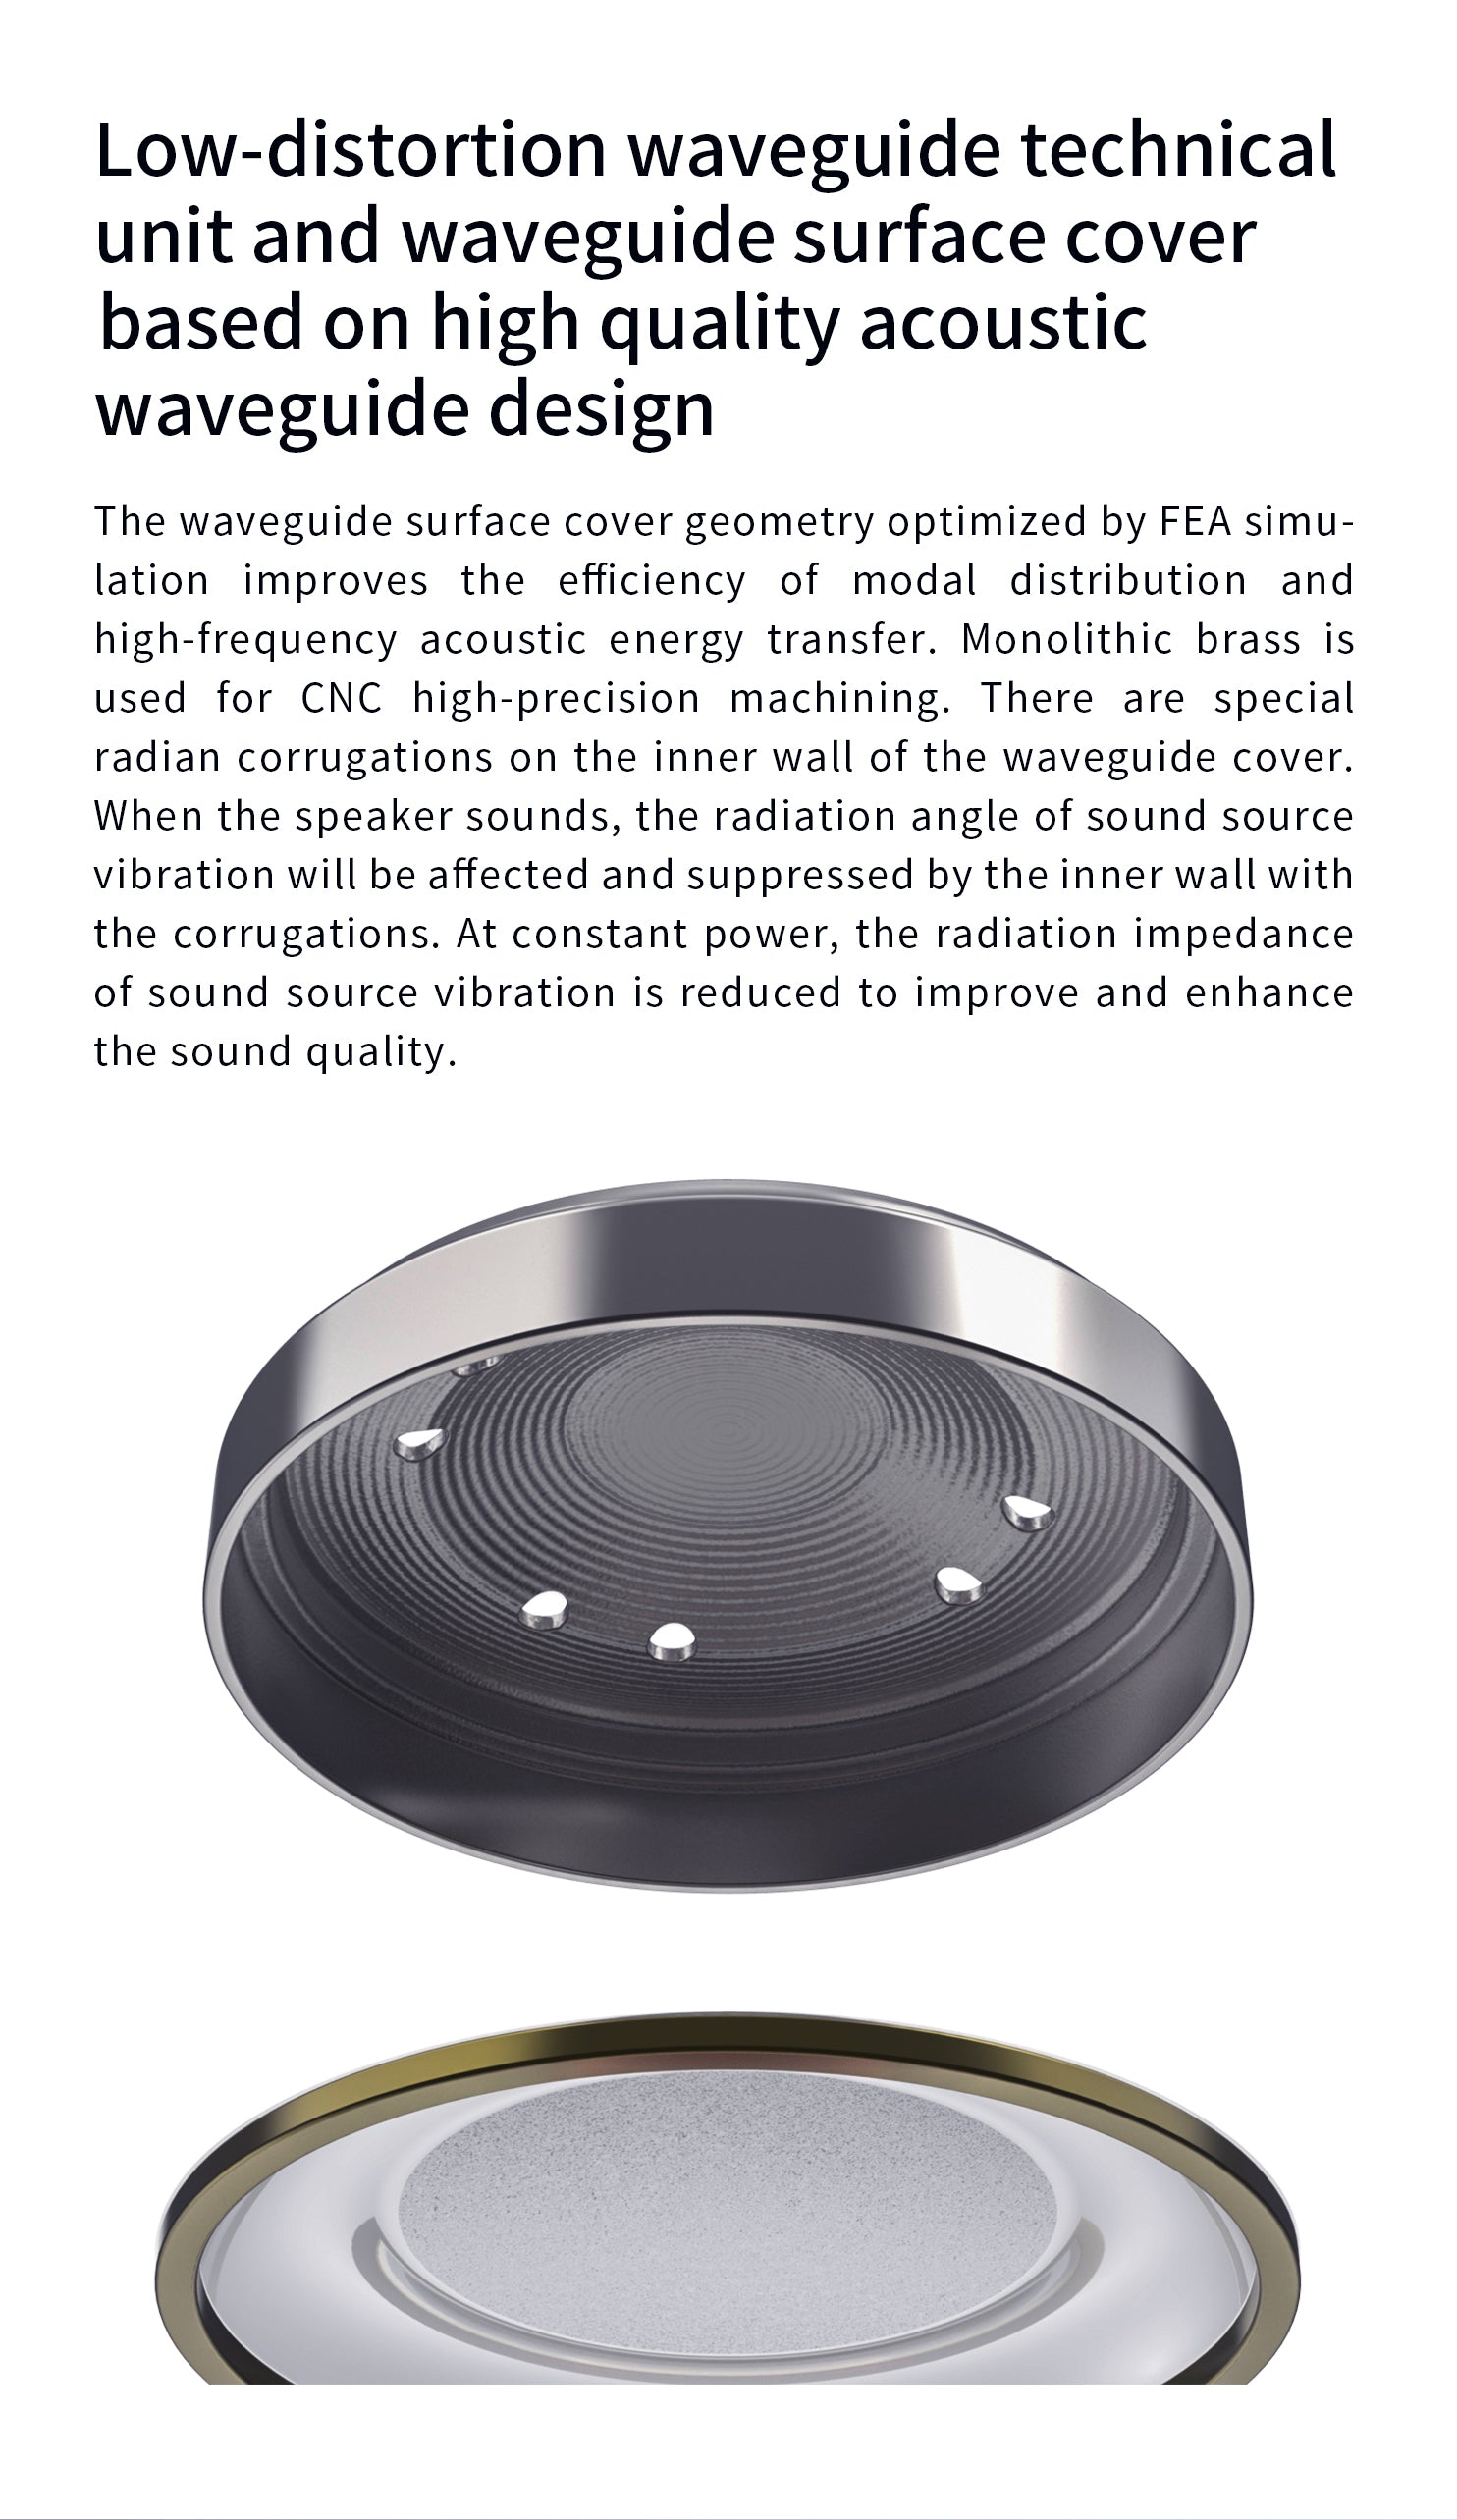 Low-distortion waveguide technical
unit and waveguide surface cover
based on high quality acoustic
waveguide design
The waveguide surface cover geometry optimized by FEA simu-
lation improves the efficiency of modal distribution and
high-frequency acoustic energy transfer. Monolithic brass is
used for CNC high-precision machining. There are special
radian corrugations on the inner wall of the waveguide cover.
When the speaker sounds, the radiation angle of sound source
vibration will be affected and suppressed by the inner wall with
the corrugations. At constant power, the radiation impedance
of sound source vibration is reduced to improve and enhance
the sound quality.